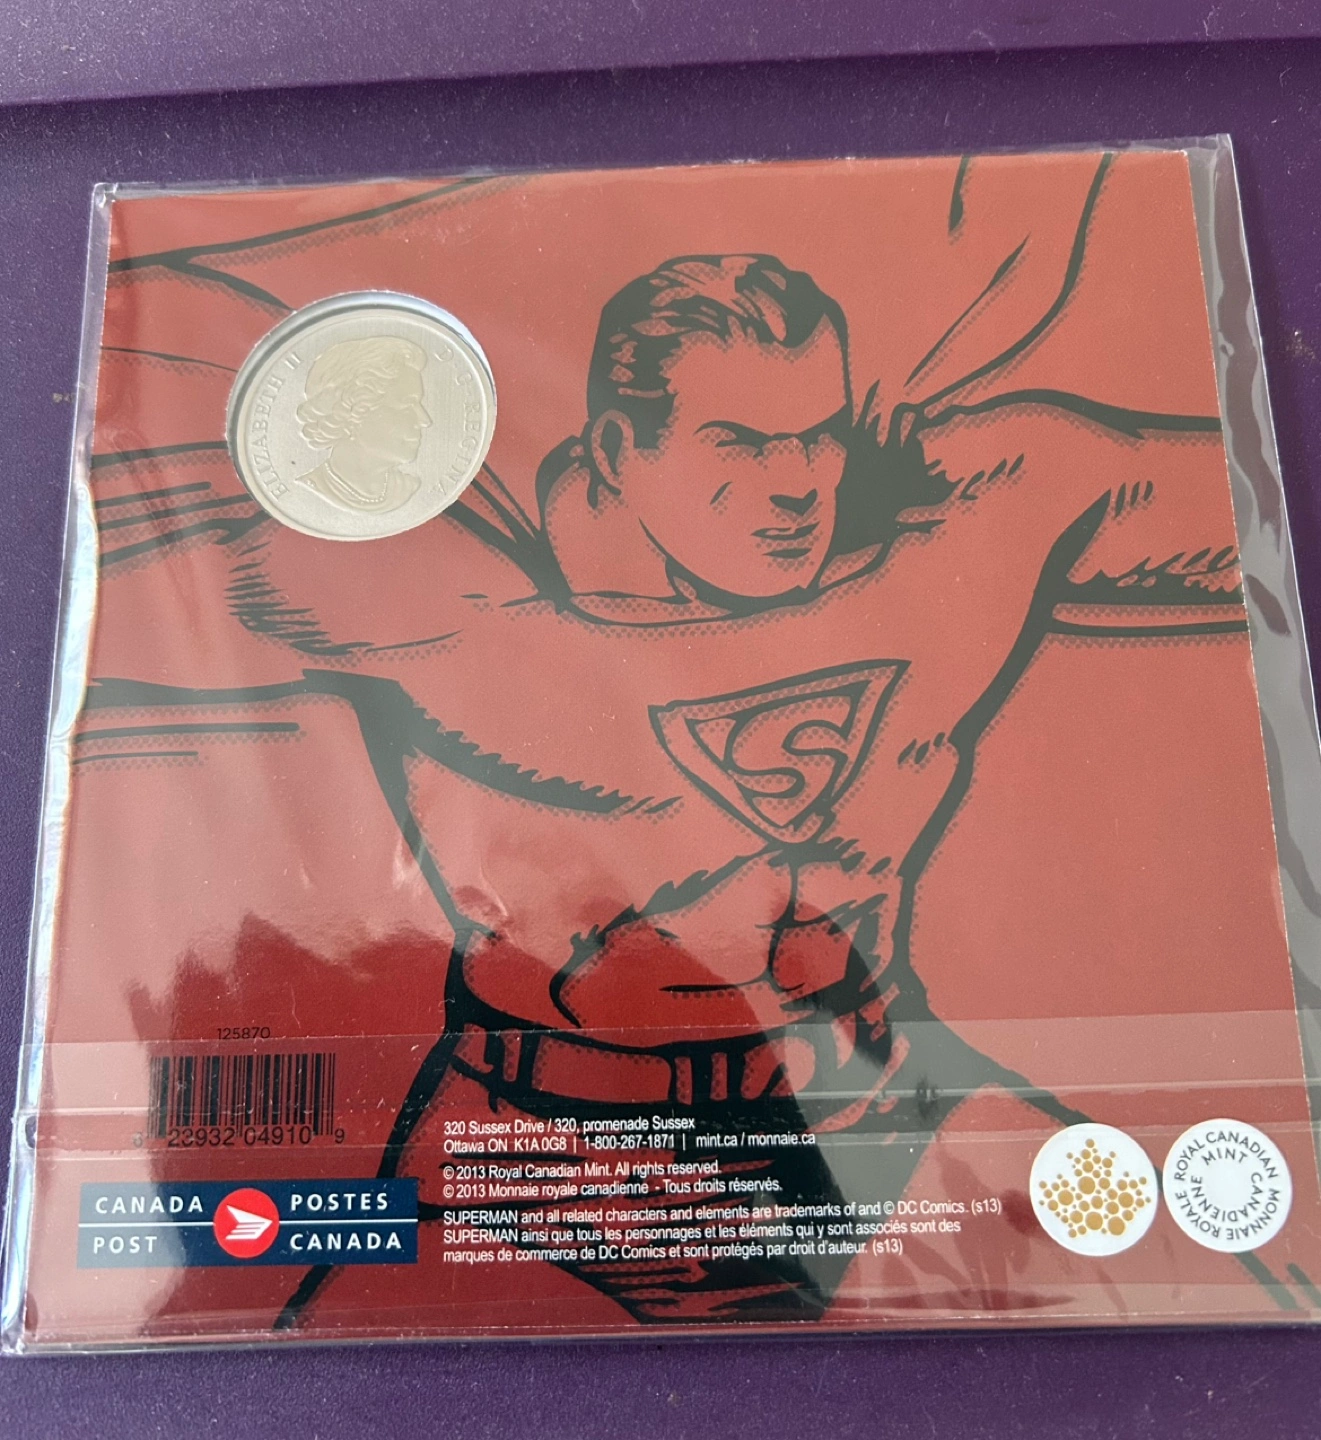 ELIZABETH II
D·G·REGINA
S
125870
23932 04910 9
CANADA POSTES
POST CANADA
320 Sussex Drive / 320, promenade Sussex
Ottawa ON K1A 0G8 | 1-800-267-1871 | mint.ca / monnaie.ca
© 2013 Royal Canadian Mint. All rights reserved.
© 2013 Monnaie royale canadienne - Tous droits réservés.
SUPERMAN and all related characters and elements are trademarks of and © DC Comics. (s13)
SUPERMAN ainsi que tous les personnages et les éléments qui y sont associés sont des
marques de commerce de DC Comics et sont protégés par droit d'auteur. (s13)
ROYAL CANADIAN MINT
MONNAIE ROYALE CANADIENNE